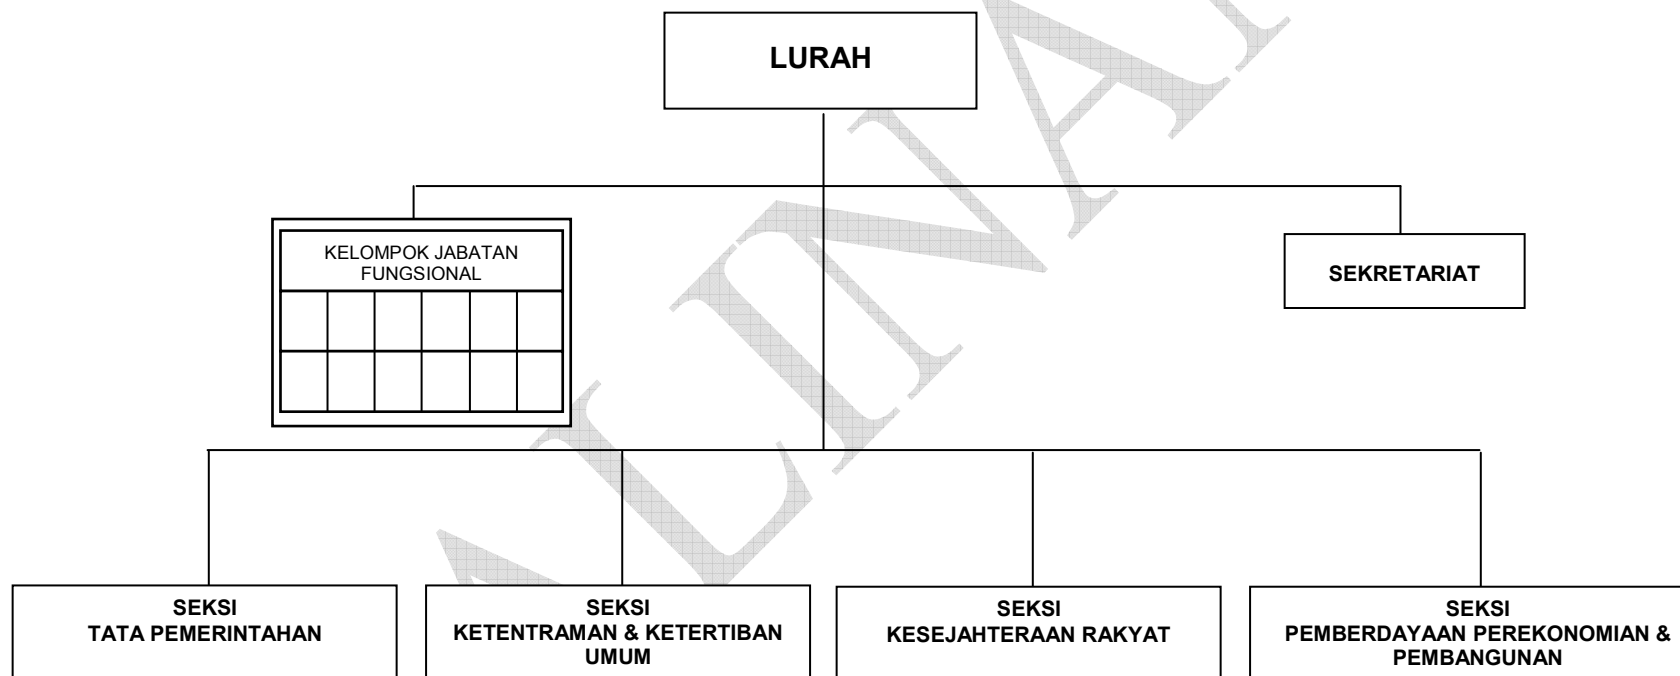 LURAH
KELOMPOK JABATAN
FUNGSIONAL
SEKRETARIAT
SEKSI
TATA PEMERINTAHAN
SEKSI
KETENTRAMAN & KETERTIBAN
UMUM
SEKSI
KESEJAHTERAAN RAKYAT
SEKSI
PEMBERDAYAAN PEREKONOMIAN &
PEMBANGUNAN